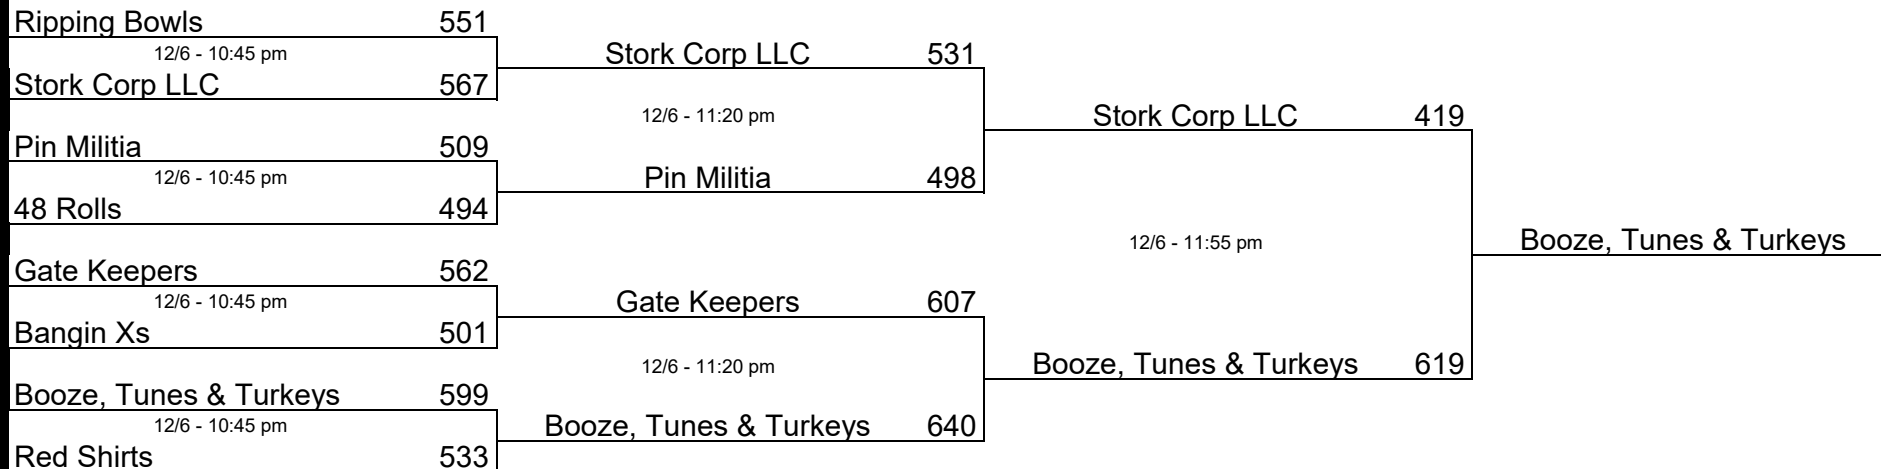 Ripping Bowls 551
12/6 - 10:45 pm
Stork Corp LLC 567
Pin Militia 509
12/6 - 10:45 pm
48 Rolls 494
Gate Keepers 562
12/6 - 10:45 pm
Bangin Xs 501
Booze, Tunes & Turkeys 599
12/6 - 10:45 pm
Red Shirts 533
Stork Corp LLC 531
12/6 - 11:20 pm
Pin Militia 498
Gate Keepers 607
12/6 - 11:20 pm
Booze, Tunes & Turkeys 640
Stork Corp LLC 419
12/6 - 11:55 pm
Booze, Tunes & Turkeys 619
Booze, Tunes & Turkeys